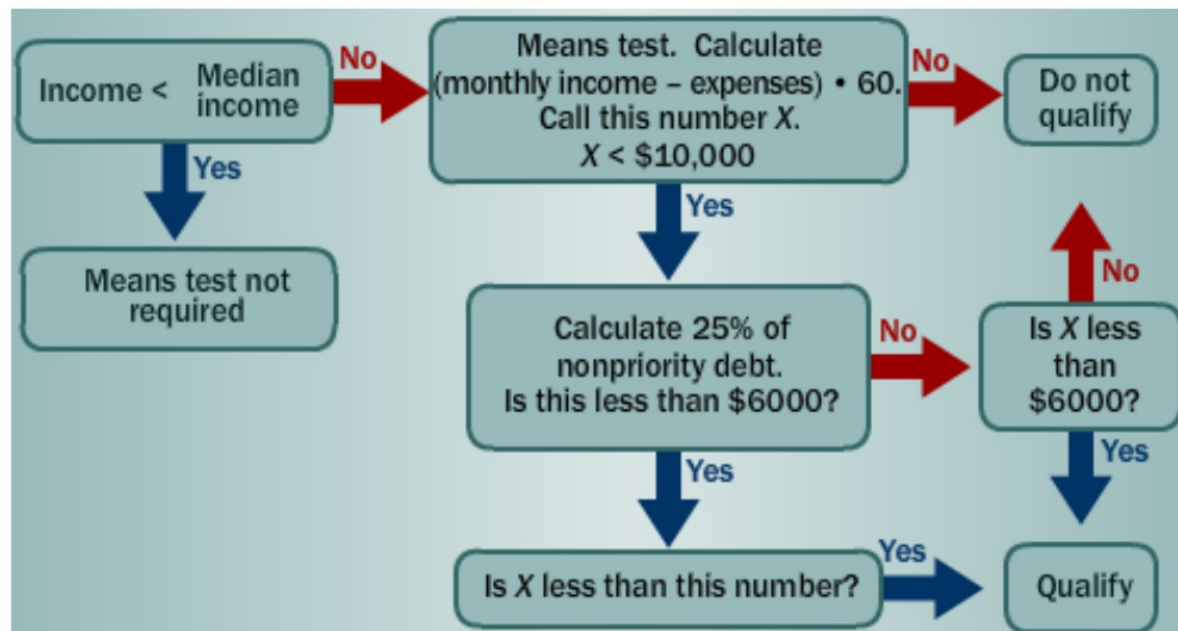 Income < Median
income
No
Means test. Calculate
(monthly income – expenses) • 60.
Call this number X.
X < $10,000
No
Do not
qualify
Yes
Means test not
required
Yes
Calculate 25% of
nonpriority debt.
Is this less than $6000?
No
Is X less
than
$6000?
No
Yes
Yes
Is X less than this number?
Yes
Qualify